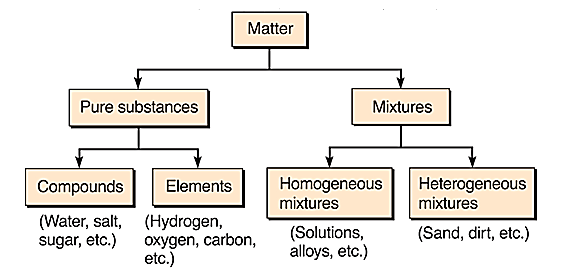 Matter
Pure substances
Mixtures
Compounds
Elements
Homogeneous
mixtures
Heterogeneous
mixtures
(Water, salt,
sugar, etc.)
(Hydrogen,
oxygen, carbon,
etc.)
(Solutions,
alloys, etc.)
(Sand, dirt, etc.)